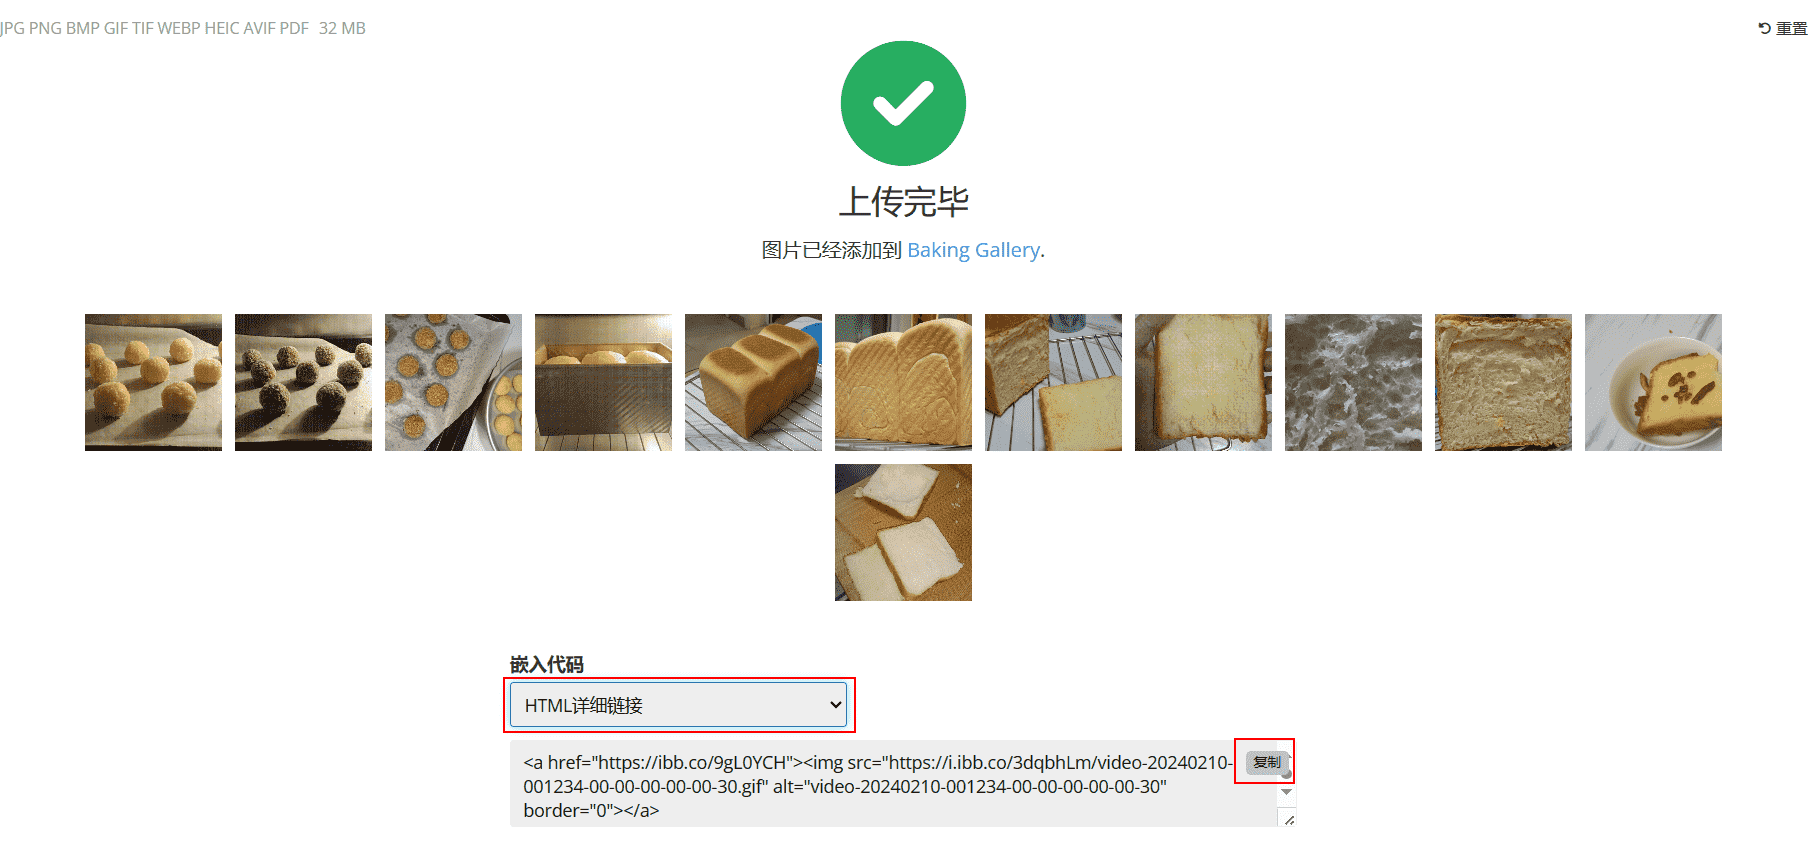 JPG PNG BMP GIF TIF WEBP HEIC AVIF PDF 32 MB
重置
上传完毕
图片已经添加到 Baking Gallery.
嵌入代码
HTML详细链接
<a href="https://ibb.co/9gL0YCH"><img src="https://i.ibb.co/3dqbhLm/video-20240210-
001234-00-00-00-00-00-30.gif" alt="video-20240210-001234-00-00-00-00-00-30"
border="0"></a>
复制